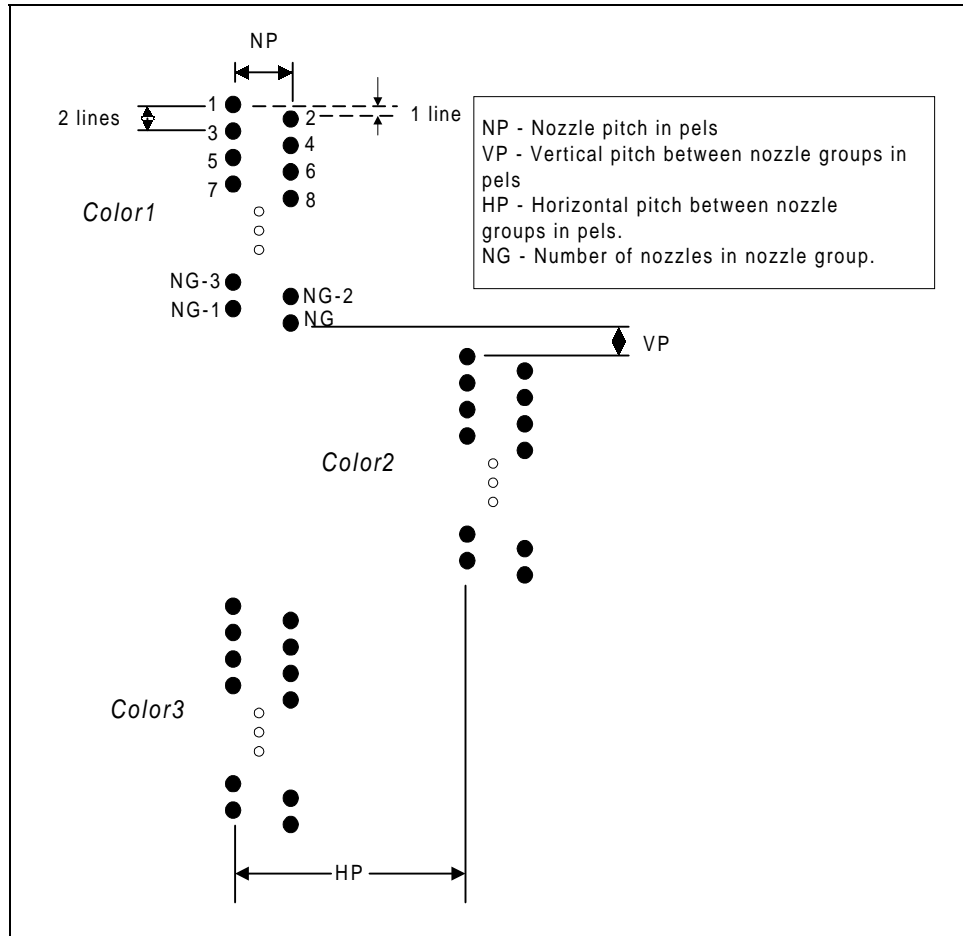 NP
1
2 lines
3
5
7
2
4
6
8
1 line
NP - Nozzle pitch in pels
VP - Vertical pitch between nozzle groups in
pels
HP - Horizontal pitch between nozzle
groups in pels.
NG - Number of nozzles in nozzle group.
Color1
NG-3
NG-1
NG-2
NG
VP
Color2
Color3
HP